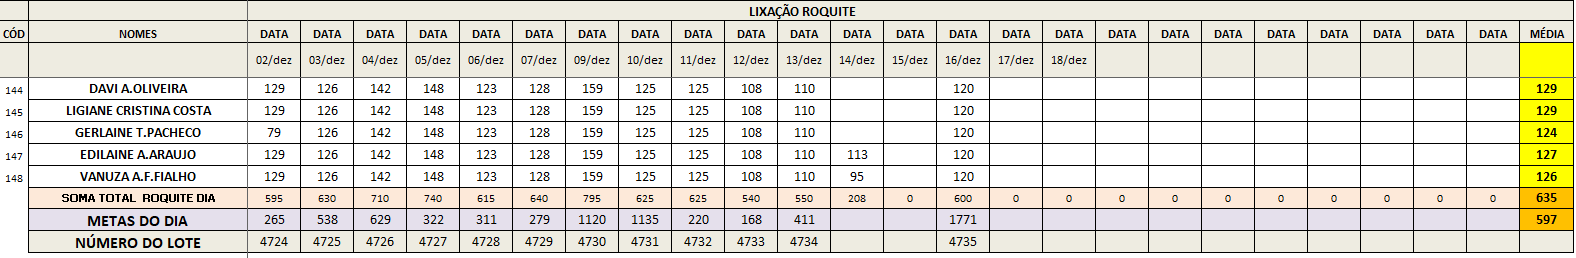 LIXAÇÃO ROQUITE
CÓD NOMES DATA DATA DATA DATA DATA DATA DATA DATA DATA DATA DATA DATA DATA DATA DATA DATA DATA DATA DATA DATA DATA DATA DATA DATA MÉDIA
02/dez 03/dez 04/dez 05/dez 06/dez 07/dez 09/dez 10/dez 11/dez 12/dez 13/dez 14/dez 15/dez 16/dez 17/dez 18/dez
144 DAVI A.OLIVEIRA 129 126 142 148 123 128 159 125 125 108 110 120 129
145 LIGIANE CRISTINA COSTA 129 126 142 148 123 128 159 125 125 108 110 120 129
146 GERLAINE T.PACHECO 79 126 142 148 123 128 159 125 125 108 110 120 124
147 EDILAINE A.ARAUJO 129 126 142 148 123 128 159 125 125 108 110 113 120 127
148 VANUZA A.F.FIALHO 129 126 142 148 123 128 159 125 125 108 110 95 120 126
SOMA TOTAL ROQUITE DIA 595 630 710 740 615 640 795 625 625 540 550 208 0 600 0 0 0 0 0 0 0 0 0 0 635
METAS DO DIA 265 538 629 322 311 279 1120 1135 220 168 411 1771 597
NÚMERO DO LOTE 4724 4725 4726 4727 4728 4729 4730 4731 4732 4733 4734 4735